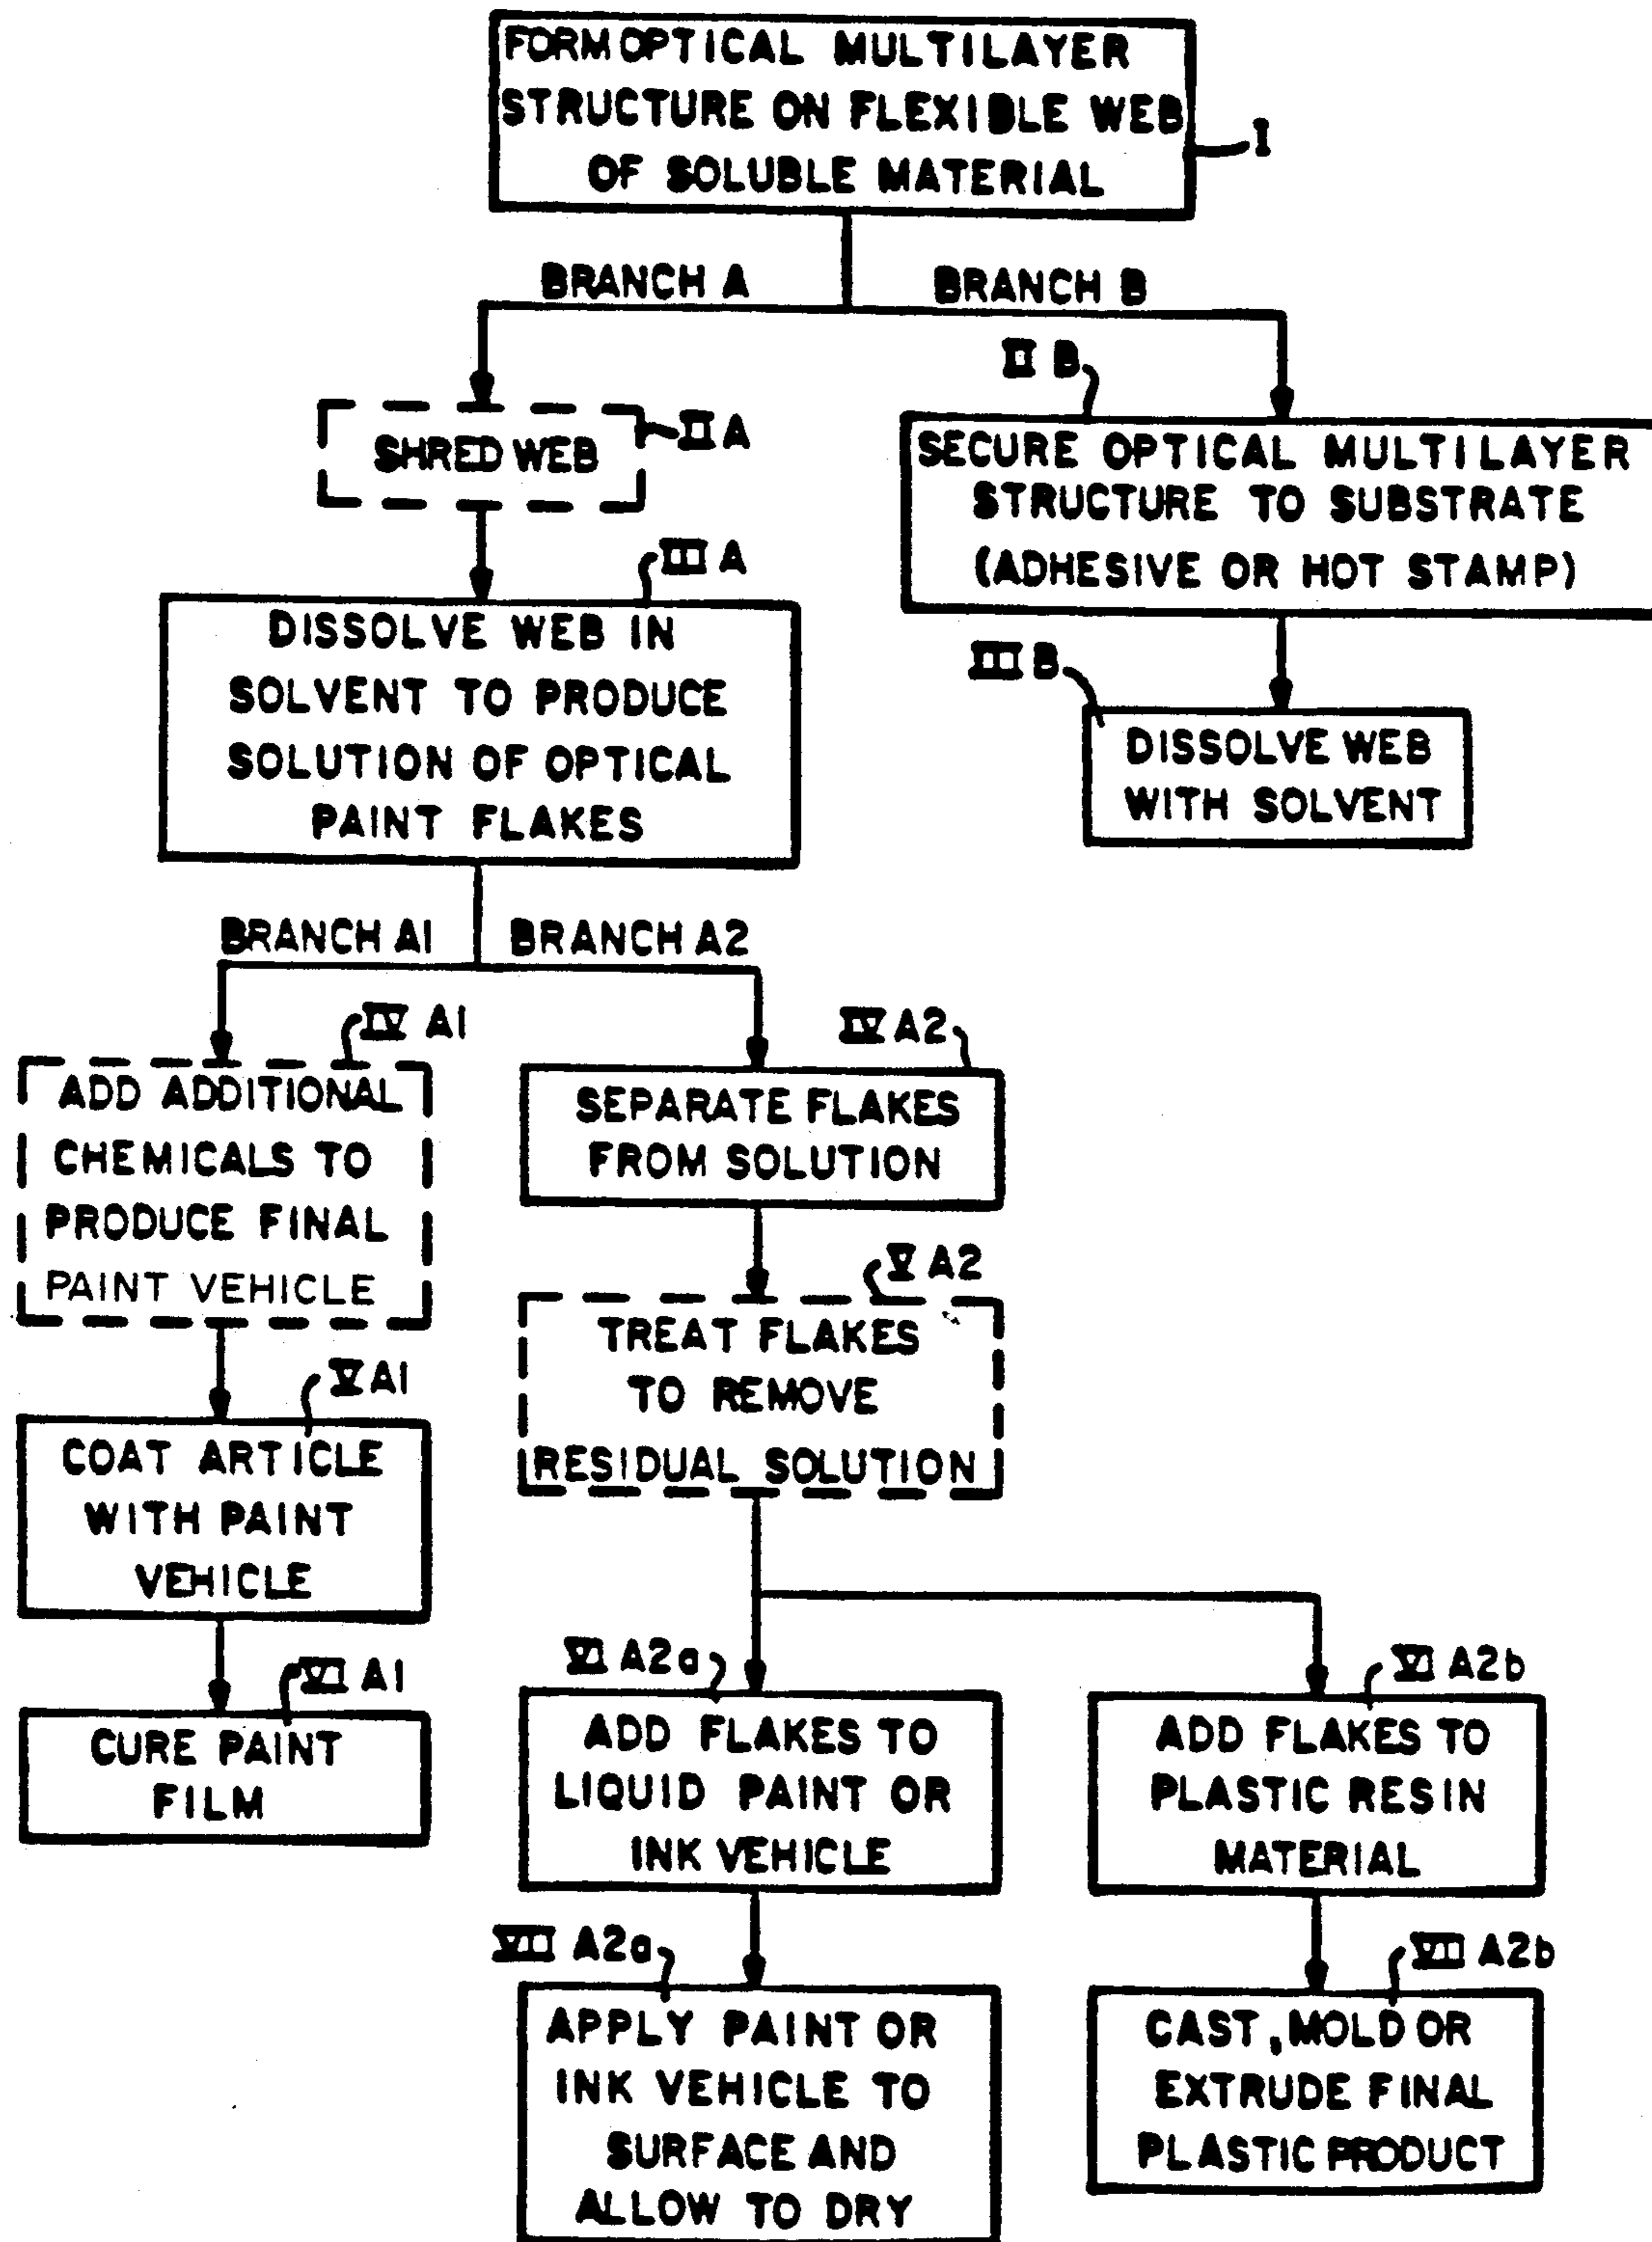 FORM OPTICAL MULTILAYER
STRUCTURE ON FLEXIBLE WEB
OF SOLUBLE MATERIAL
I
BRANCH A
BRANCH B
II A
SHRED WEB
II B
SECURE OPTICAL MULTILAYER
STRUCTURE TO SUBSTRATE
(ADHESIVE OR HOT STAMP)
III A
DISSOLVE WEB IN
SOLVENT TO PRODUCE
SOLUTION OF OPTICAL
PAINT FLAKES
III B
DISSOLVE WEB
WITH SOLVENT
BRANCH A1
BRANCH A2
IV A1
ADD ADDITIONAL
CHEMICALS TO
PRODUCE FINAL
PAINT VEHICLE
IV A2
SEPARATE FLAKES
FROM SOLUTION
V A2
TREAT FLAKES
TO REMOVE
RESIDUAL SOLUTION
V A1
COAT ARTICLE
WITH PAINT
VEHICLE
VI A1
CURE PAINT
FILM
VI A2a
ADD FLAKES TO
LIQUID PAINT OR
INK VEHICLE
VI A2b
ADD FLAKES TO
PLASTIC RESIN
MATERIAL
VII A2a
APPLY PAINT OR
INK VEHICLE TO
SURFACE AND
ALLOW TO DRY
VII A2b
CAST, MOLD OR
EXTRUDE FINAL
PLASTIC PRODUCT